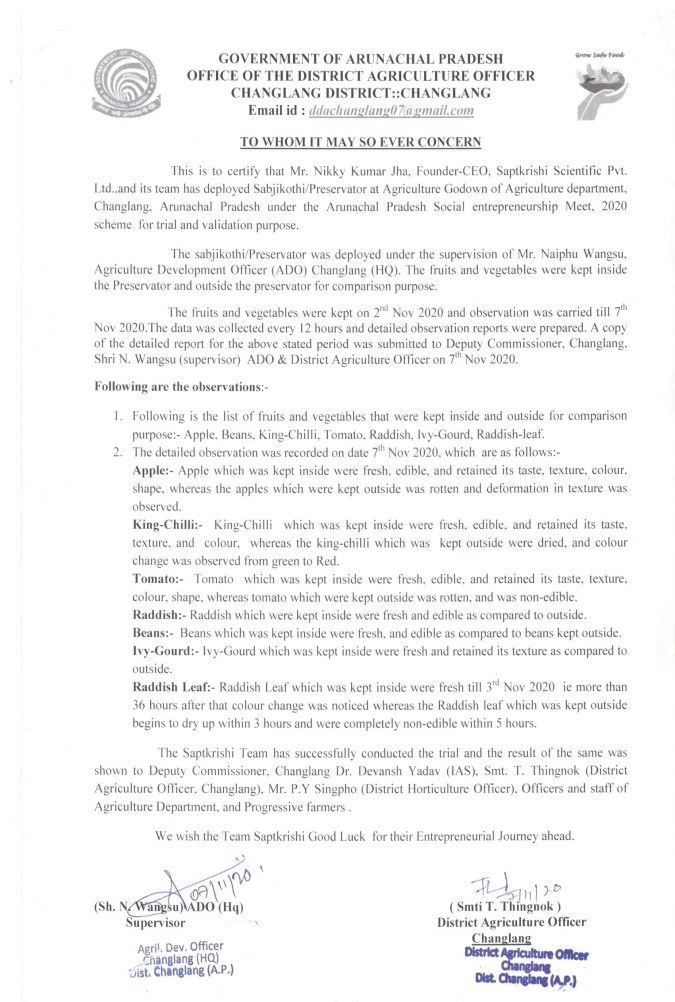 Grow Safe Food
GOVERNMENT OF ARUNACHAL PRADESH
OFFICE OF THE DISTRICT AGRICULTURE OFFICER
CHANGLANG DISTRICT::CHANGLANG
Email id : ddachanglang07@gmail.com
TO WHOM IT MAY SO EVER CONCERN
This is to certify that Mr. Nikky Kumar Jha, Founder-CEO, Saptkrishi Scientific Pvt.
Ltd.,and its team has deployed Sabjikothi/Preservator at Agriculture Godown of Agriculture department,
Changlang, Arunachal Pradesh under the Arunachal Pradesh Social entrepreneurship Meet, 2020
scheme for trial and validation purpose.
The sabjikothi/Preservator was deployed under the supervision of Mr. Naiphu Wangsu,
Agriculture Development Officer (ADO) Changlang (HQ). The fruits and vegetables were kept inside
the Preservator and outside the preservator for comparison purpose.
The fruits and vegetables were kept on 2nd Nov 2020 and observation was carried till 7th
Nov 2020.The data was collected every 12 hours and detailed observation reports were prepared. A copy
of the detailed report for the above stated period was submitted to Deputy Commissioner, Changlang,
Shri N. Wangsu (supervisor) ADO & District Agriculture Officer on 7th Nov 2020.
Following are the observations:-
1. Following is the list of fruits and vegetables that were kept inside and outside for comparison
purpose:- Apple, Beans, King-Chilli, Tomato, Raddish, Ivy-Gourd, Raddish-leaf.
2. The detailed observation was recorded on date 7th Nov 2020, which are as follows:-
Apple:- Apple which was kept inside were fresh, edible, and retained its taste, texture, colour,
shape, whereas the apples which were kept outside was rotten and deformation in texture was
observed.
King-Chilli:- King-Chilli which was kept inside were fresh, edible, and retained its taste,
texture, and colour, whereas the king-chilli which was kept outside were dried, and colour
change was observed from green to Red.
Tomato:- Tomato which was kept inside were fresh, edible, and retained its taste, texture,
colour, shape, whereas tomato which were kept outside was rotten, and was non-edible.
Raddish:- Raddish which were kept inside were fresh and edible as compared to outside.
Beans:- Beans which was kept inside were fresh, and edible as compared to beans kept outside.
Ivy-Gourd:- Ivy-Gourd which was kept inside were fresh and retained its texture as compared to
outside.
Raddish Leaf:- Raddish Leaf which was kept inside were fresh till 3rd Nov 2020 ie more than
36 hours after that colour change was noticed whereas the Raddish leaf which was kept outside
begins to dry up within 3 hours and were completely non-edible within 5 hours.
The Saptkrishi Team has successfully conducted the trial and the result of the same was
shown to Deputy Commissioner, Changlang Dr. Devansh Yadav (IAS), Smt. T. Thingnok (District
Agriculture Officer, Changlang), Mr. P.Y Singpho (District Horticulture Officer), Officers and staff of
Agriculture Department, and Progressive farmers .
We wish the Team Saptkrishi Good Luck for their Entrepreneurial Journey ahead.
07/11/20
(Sh. N. Wangsu) ADO (Hq)
Supervisor
Agril. Dev. Officer
Changlang (HQ)
Dist. Changlang (A.P.)
( Smti T. Thingnok )
District Agriculture Officer
Changlang
District Agriculture Officer
Changlang
Dist. Changlang (A.P.)